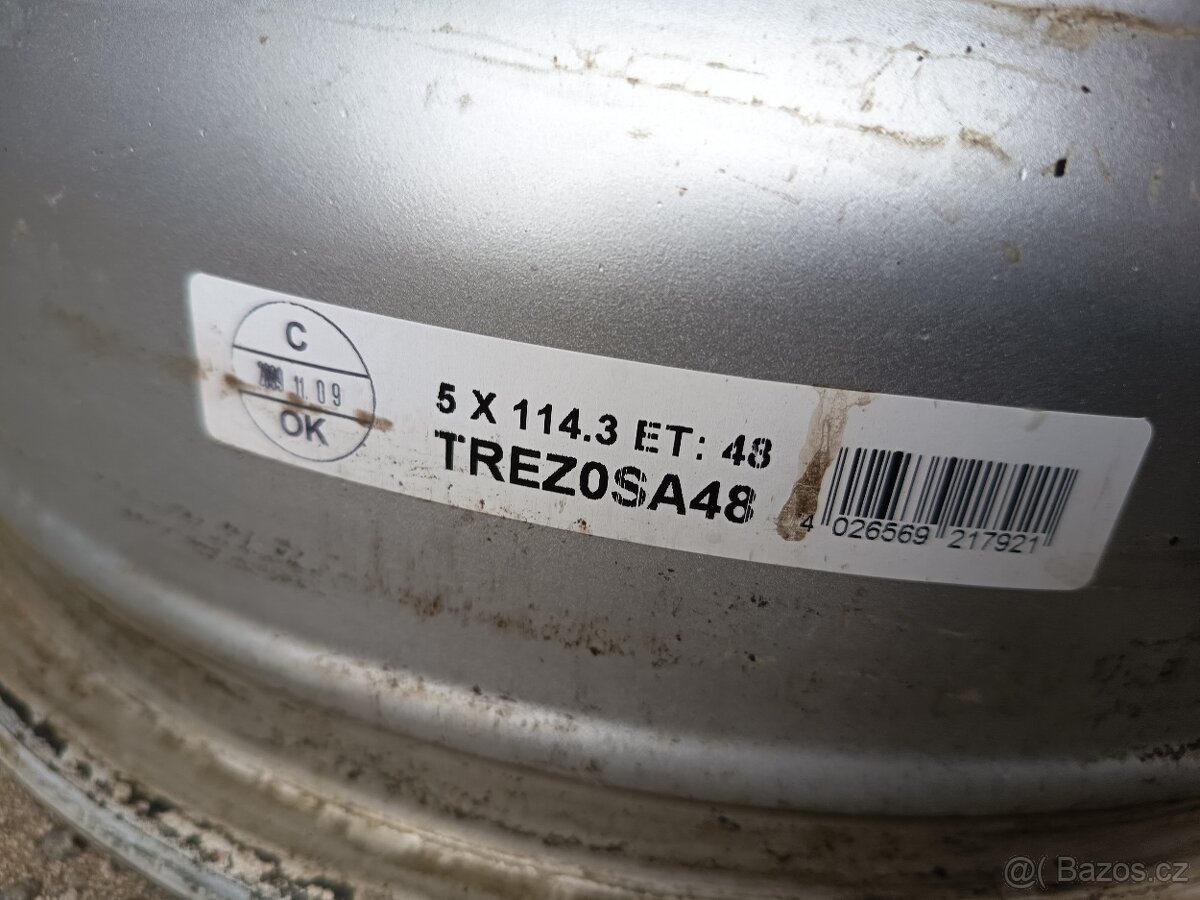 C
11.09
OK
5 X 114.3 ET: 48
TREZ0SA48
4 026569 217921
@( Bazos.cz